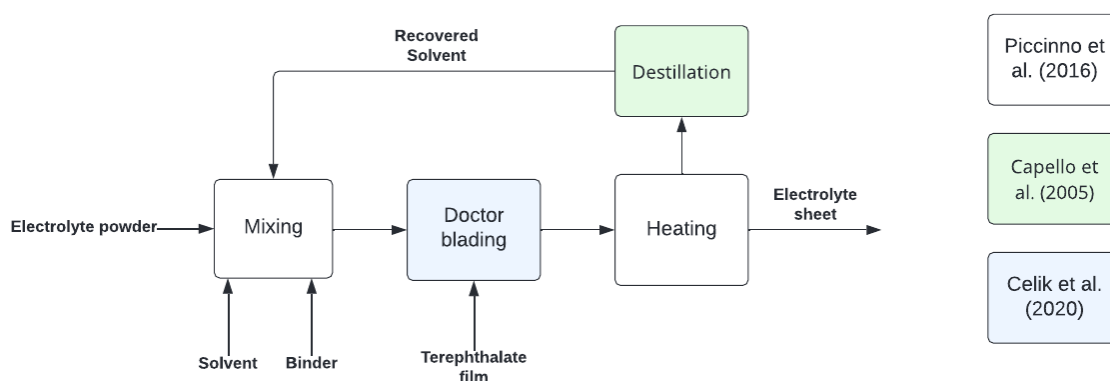 Recovered
Solvent
Destillation
Piccinno et
al. (2016)
Electrolyte powder
Mixing
Doctor
blading
Heating
Electrolyte
sheet
Capello et
al. (2005)
Solvent
Binder
Terephthalate
film
Celik et al.
(2020)